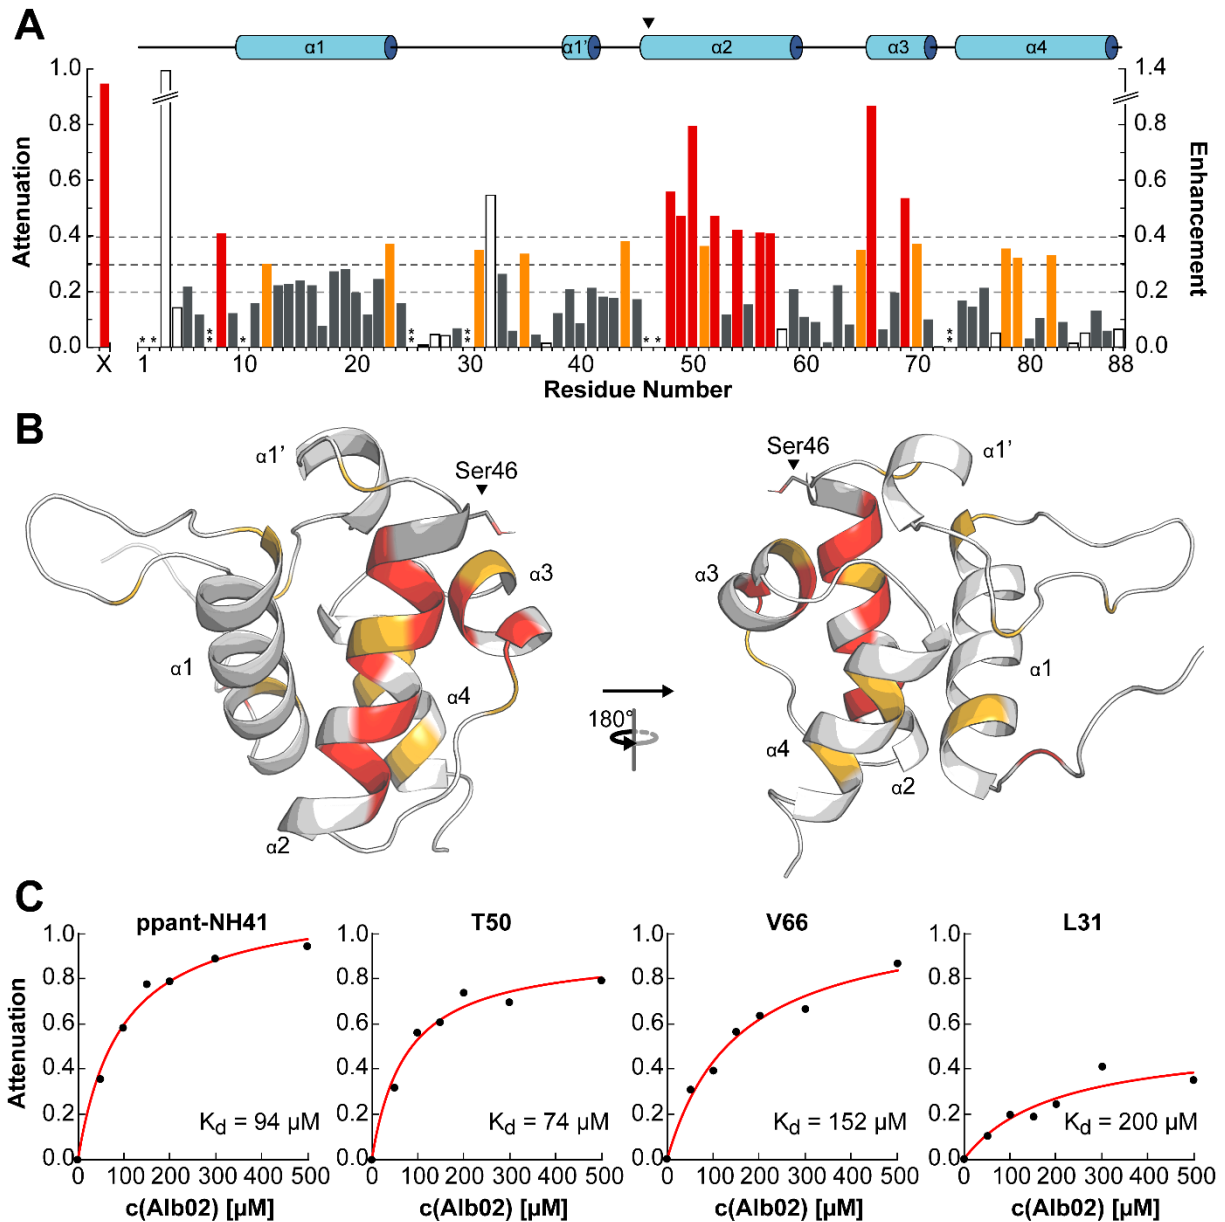 A
α1 α1' α2 α3 α4
1.0 1.4
0.8 0.8
0.6 0.6
0.4 0.4
0.2 0.2
0.0 0.0
Attenuation
Enhancement
* * ** * ** ** * * **
X 1 10 20 30 40 50 60 70 80 88
Residue Number
B
α1'
Ser46
α3
α1
α4
α2
180°
Ser46
α1'
α3
α1
α4
α2
C
ppant-NH41
1.0
0.8
0.6
0.4
0.2
0.0
Attenuation
Kd = 94 µM
0 100 200 300 400 500
c(Alb02) [µM]
T50
1.0
0.8
0.6
0.4
0.2
0.0
Kd = 74 µM
0 100 200 300 400 500
c(Alb02) [µM]
V66
1.0
0.8
0.6
0.4
0.2
0.0
Kd = 152 µM
0 100 200 300 400 500
c(Alb02) [µM]
L31
1.0
0.8
0.6
0.4
0.2
0.0
Kd = 200 µM
0 100 200 300 400 500
c(Alb02) [µM]